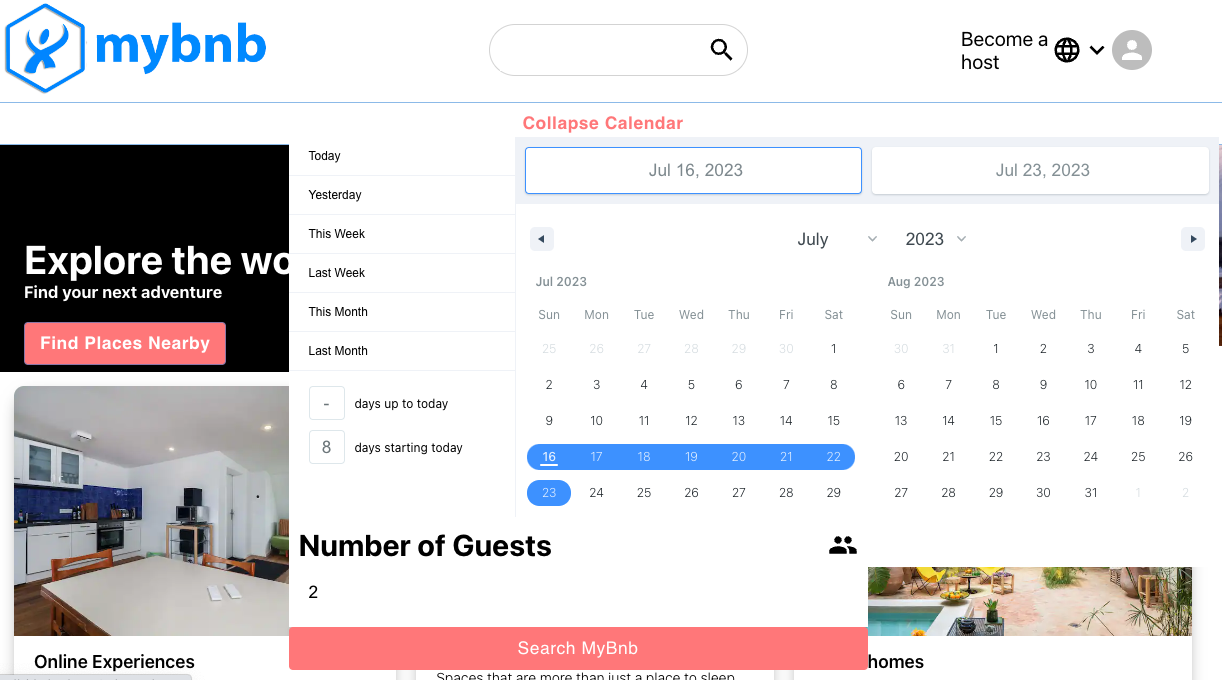 mybnb
Become a
host
Collapse Calendar
Today
Yesterday
This Week
Last Week
This Month
Last Month
- days up to today
8 days starting today
Jul 16, 2023 Jul 23, 2023
July 2023
Jul 2023
Sun Mon Tue Wed Thu Fri Sat
25 26 27 28 29 30 1
2 3 4 5 6 7 8
9 10 11 12 13 14 15
16 17 18 19 20 21 22
23 24 25 26 27 28 29
Aug 2023
Sun Mon Tue Wed Thu Fri Sat
30 31 1 2 3 4 5
6 7 8 9 10 11 12
13 14 15 16 17 18 19
20 21 22 23 24 25 26
27 28 29 30 31 1 2
Explore the wo
Find your next adventure
Find Places Nearby
Number of Guests
2
Search MyBnb
Online Experiences
Spaces that are more than just a place to sleep
homes